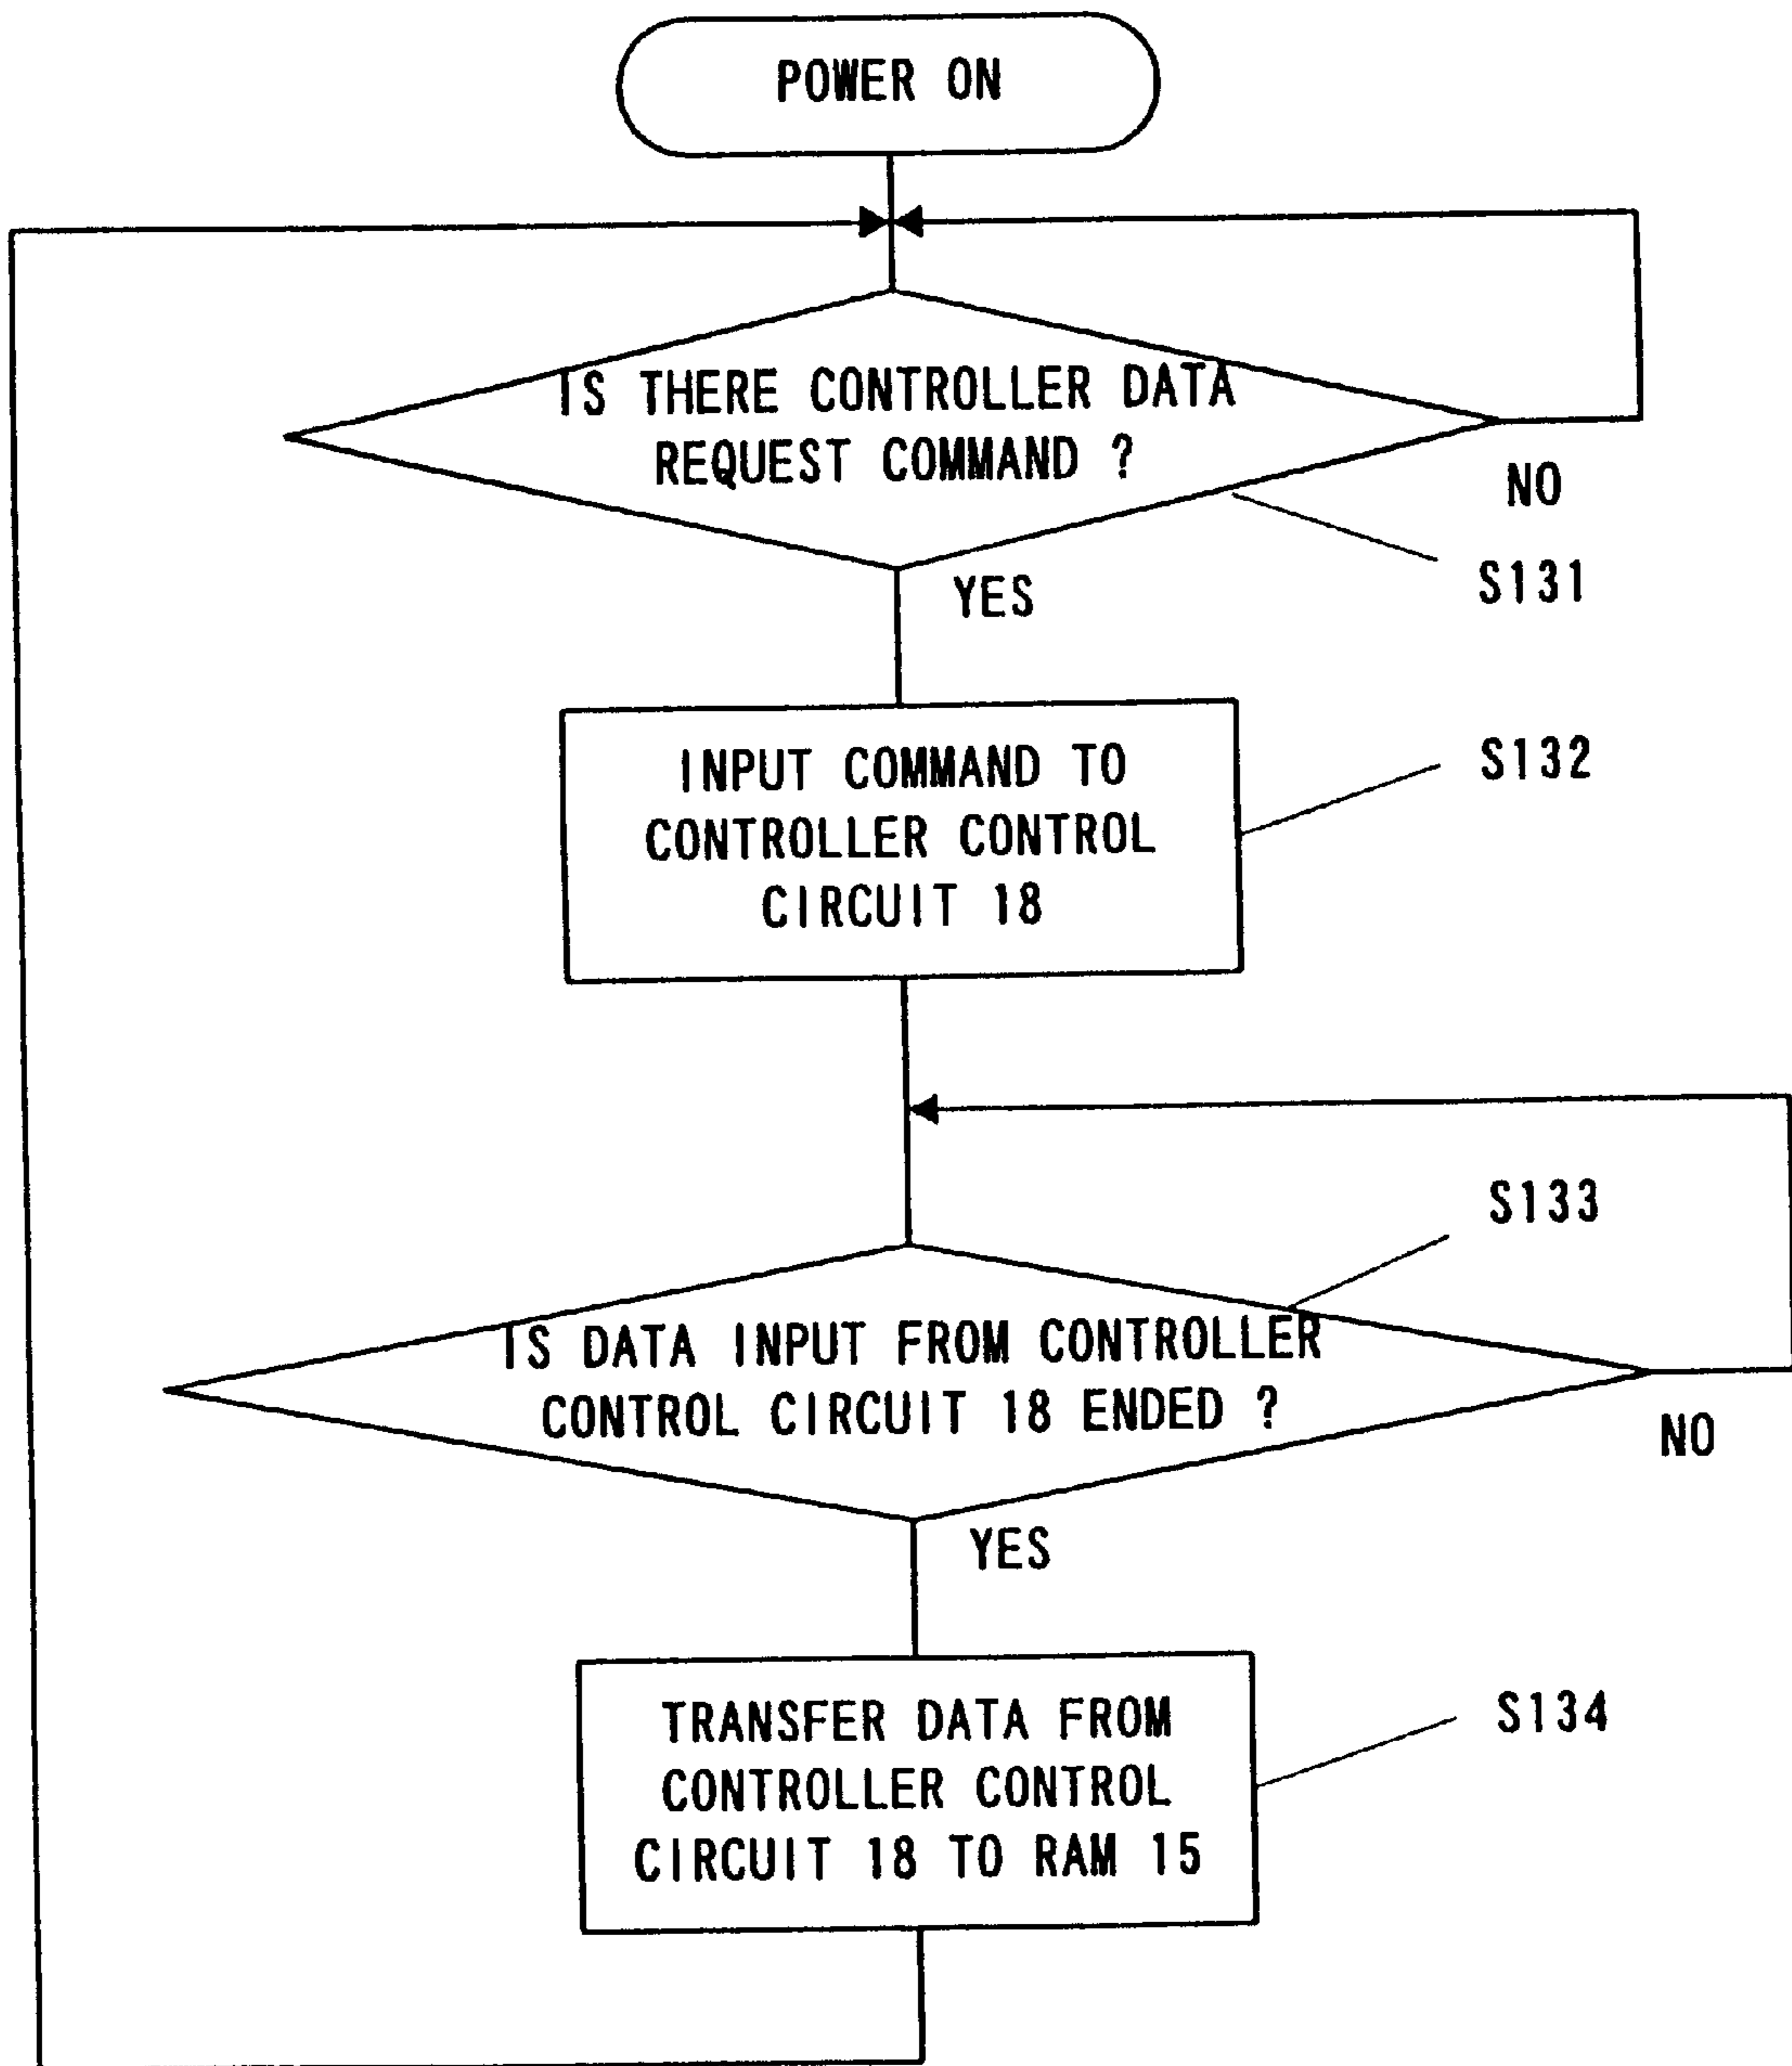 POWER ON
IS THERE CONTROLLER DATA
REQUEST COMMAND ?
NO
S131
YES
INPUT COMMAND TO
CONTROLLER CONTROL
CIRCUIT 18
S132
S133
IS DATA INPUT FROM CONTROLLER
CONTROL CIRCUIT 18 ENDED ?
NO
YES
TRANSFER DATA FROM
CONTROLLER CONTROL
CIRCUIT 18 TO RAM 15
S134